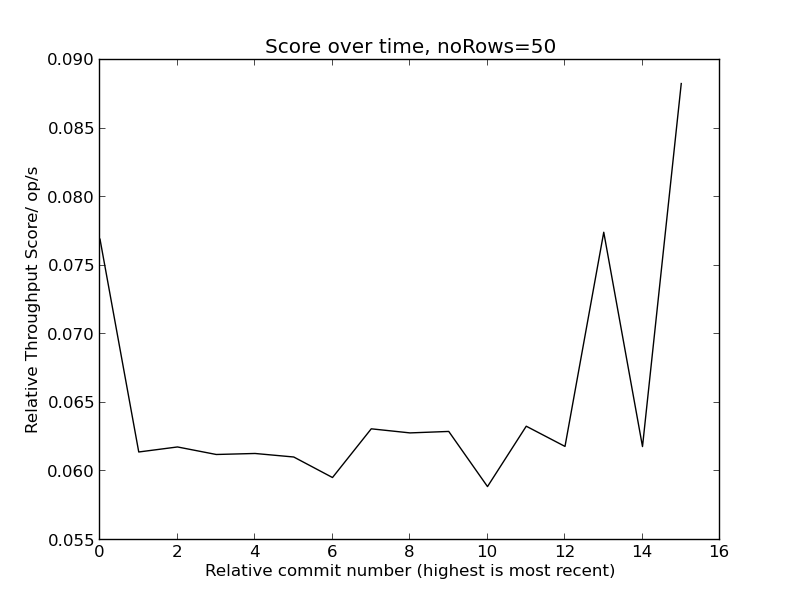 Score over time, noRows=50
0.090
0.085
0.080
0.075
0.070
0.065
0.060
0.055
Relative Throughput Score/ op/s
0 2 4 6 8 10 12 14 16
Relative commit number (highest is most recent)